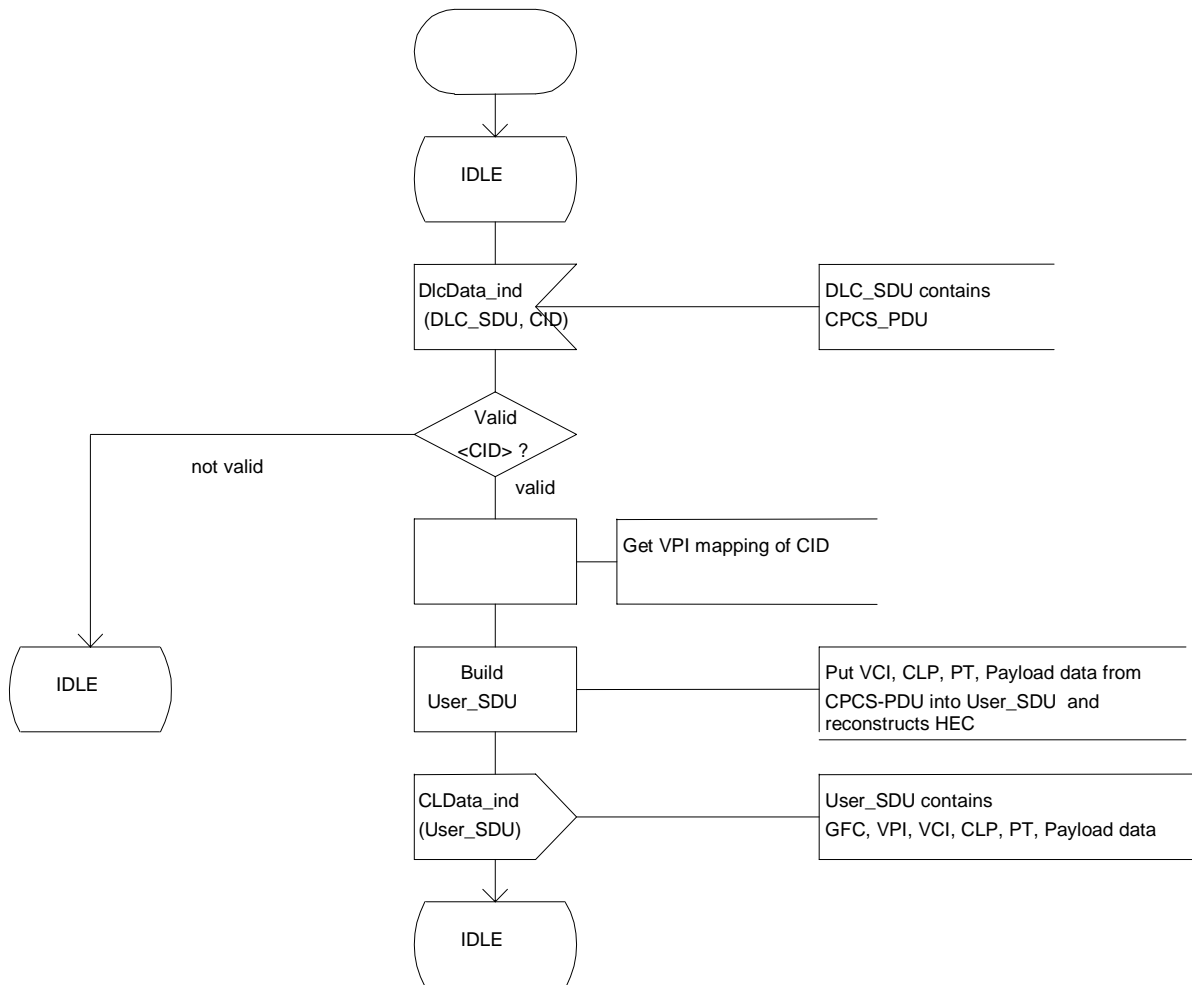 IDLE
DlcData_ind
(DLC_SDU, CID)
DLC_SDU contains
CPCS_PDU
Valid
<CID> ?
not valid
valid
Get VPI mapping of CID
IDLE
Build
User_SDU
Put VCI, CLP, PT, Payload data from
CPCS-PDU into User_SDU and
reconstructs HEC
CLData_ind
(User_SDU)
User_SDU contains
GFC, VPI, VCI, CLP, PT, Payload data
IDLE